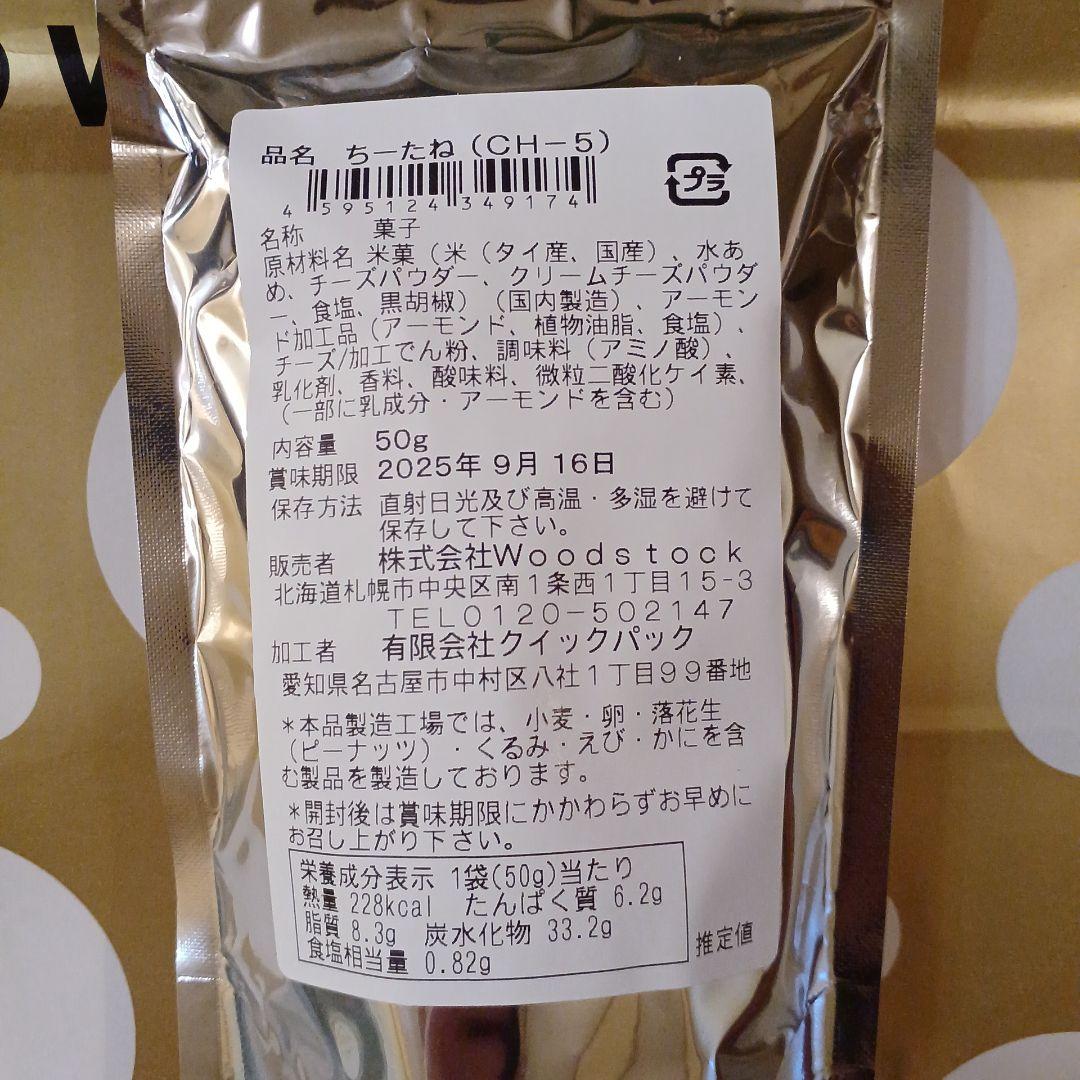 品名 ちーたね(CH-5)
プラ
4 595124 349174
名称 菓子
原材料名 米菓(米(タイ産、国産)、水あ
め、チーズパウダー、クリームチーズパウダ
ー、食塩、黒胡椒)(国内製造)、アーモン
ド加工品(アーモンド、植物油脂、食塩)、
チーズ/加工でん粉、調味料(アミノ酸)、
乳化剤、香料、酸味料、微粒二酸化ケイ素、
(一部に乳成分・アーモンドを含む)
内容量 50g
賞味期限 2025年 9月 16日
保存方法 直射日光及び高温・多湿を避けて
保存して下さい。
販売者 株式会社Woodstock
北海道札幌市中央区南1条西1丁目15-3
TEL0120-502147
加工者 有限会社クイックパック
愛知県名古屋市中村区八社1丁目99番地
*本品製造工場では、小麦・卵・落花生
(ピーナッツ)・くるみ・えび・かにを含
む製品を製造しております。
*開封後は賞味期限にかかわらずお早めに
お召し上がり下さい。
栄養成分表示 1袋(50g)当たり
熱量 228kcal たんぱく質 6.2g
脂質 8.3g 炭水化物 33.2g
食塩相当量 0.82g
推定値